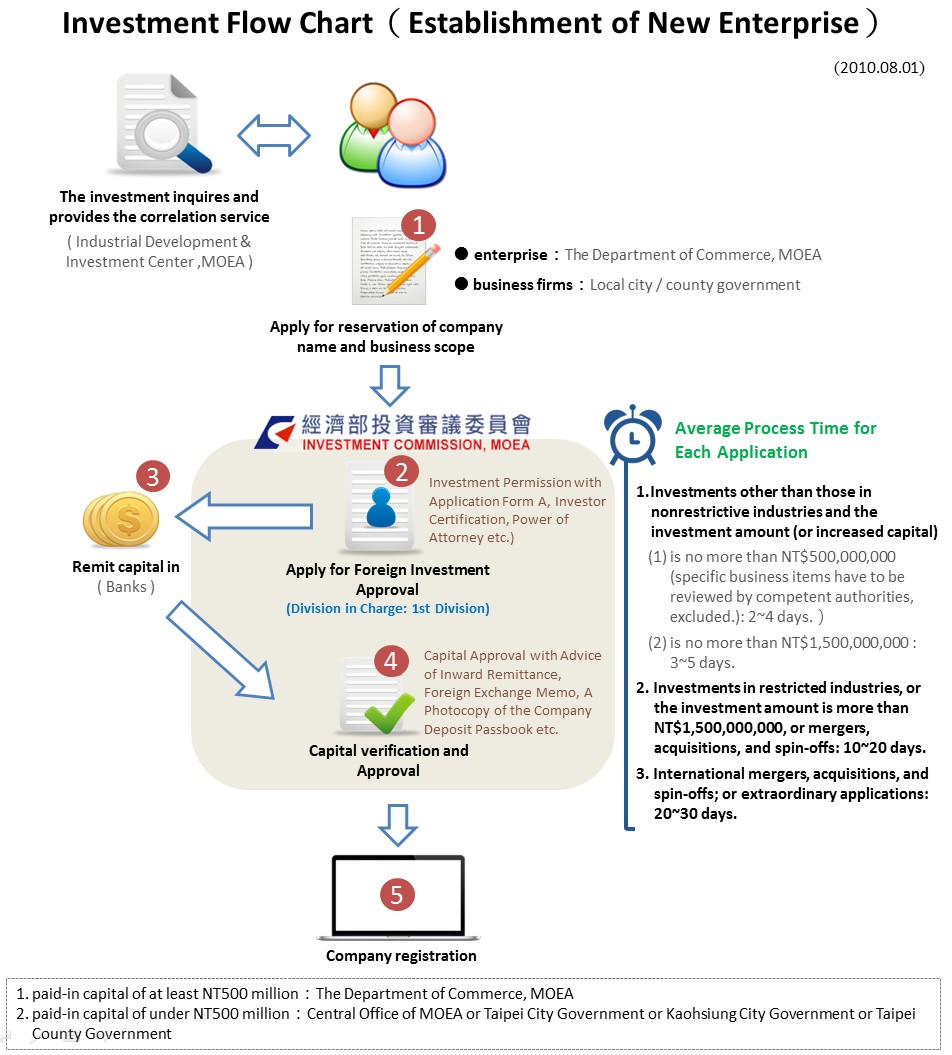 Investment Flow Chart（Establishment of New Enterprise）
(2010.08.01)
The investment inquires and
provides the correlation service
( Industrial Development &
Investment Center ,MOEA )
1
● enterprise：The Department of Commerce, MOEA
● business firms：Local city / county government
Apply for reservation of company
name and business scope
經濟部投資審議委員會
INVESTMENT COMMISSION, MOEA
2
Investment Permission with
Application Form A, Investor
Certification, Power of
Attorney etc.)
Apply for Foreign Investment
Approval
(Division in Charge: 1st Division)
3
$
Remit capital in
( Banks )
4
Capital Approval with Advice
of Inward Remittance,
Foreign Exchange Memo, A
Photocopy of the Company
Deposit Passbook etc.
Capital verification and
Approval
5
Company registration
Average Process Time for
Each Application
1.Investments other than those in
nonrestrictive industries and the
investment amount (or increased capital)
(1) is no more than NT$500,000,000
(specific business items have to be
reviewed by competent authorities,
excluded.): 2~4 days. ）
(2) is no more than NT$1,500,000,000 :
3~5 days.
2. Investments in restricted industries, or
the investment amount is more than
NT$1,500,000,000, or mergers,
acquisitions, and spin-offs: 10~20 days.
3. International mergers, acquisitions, and
spin-offs; or extraordinary applications:
20~30 days.
1. paid-in capital of at least NT500 million：The Department of Commerce, MOEA
2. paid-in capital of under NT500 million：Central Office of MOEA or Taipei City Government or Kaohsiung City Government or Taipei
County Government